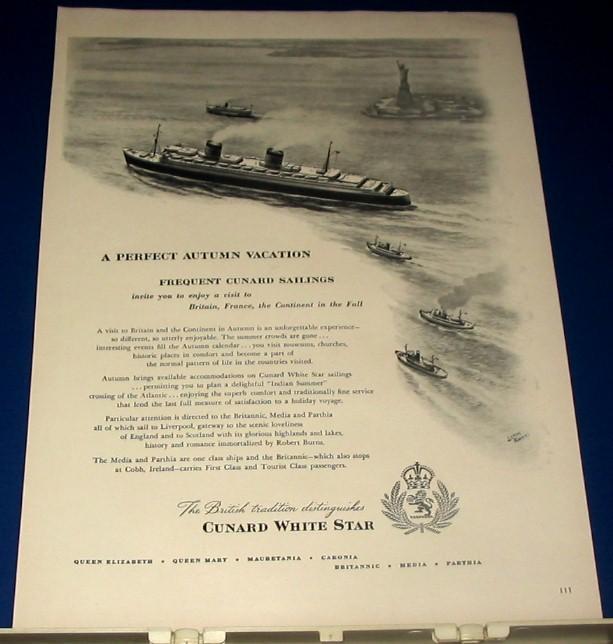 A PERFECT AUTUMN VACATION
FREQUENT CUNARD SAILINGS
invite you to enjoy a visit to
Britain, France, the Continent in the Fall
A visit to Britain and the Continent in Autumn is an unforgettable experience—
so different, so utterly enjoyable. The summer crowds are gone . . .
interesting events fill the Autumn calendar . . . you visit museums, churches,
historic places in comfort and become a part of
the normal pattern of life in the countries visited.
Autumn brings available accommodations on Cunard White Star sailings
. . . permitting you to plan a delightful "Indian Summer"
crossing of the Atlantic . . . enjoying the superb comfort and traditionally fine service
that lend the last full measure of satisfaction to a holiday voyage.
Particular attention is directed to the Britannic, Media and Parthia
all of which sail to Liverpool, gateway to the scenic loveliness
of England and to Scotland with its glorious highlands and lakes,
history and romance immortalized by Robert Burns.
The Media and Parthia are one class ships and the Britannic—which also stops
at Cobh, Ireland—carries First Class and Tourist Class passengers.
The British tradition distinguishes
CUNARD WHITE STAR
QUEEN ELIZABETH • QUEEN MARY • MAURETANIA • CARONIA
BRITANNIC • MEDIA • PARTHIA
111